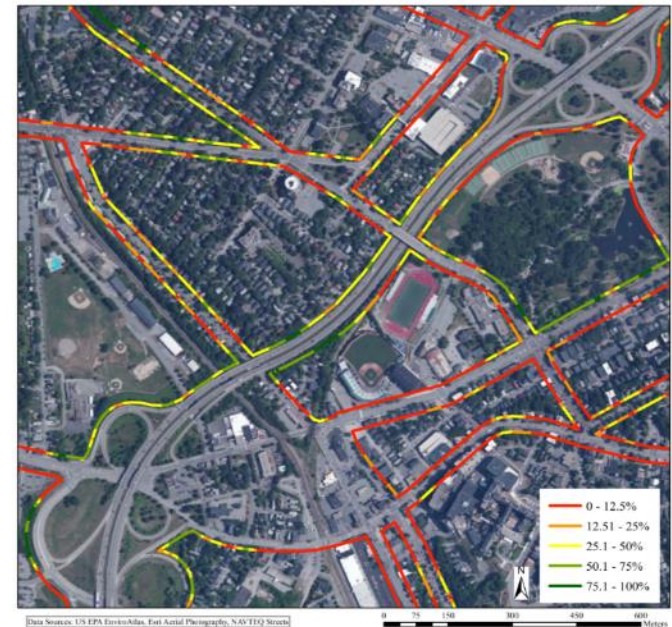 0 - 12.5%
12.51 - 25%
25.1 - 50%
50.1 - 75%
75.1 - 100%
N
Data Sources: US EPA EnviroAtlas, Esri Aerial Photography, NAVTEQ Streets
0 75 150 300 450 600
Meters